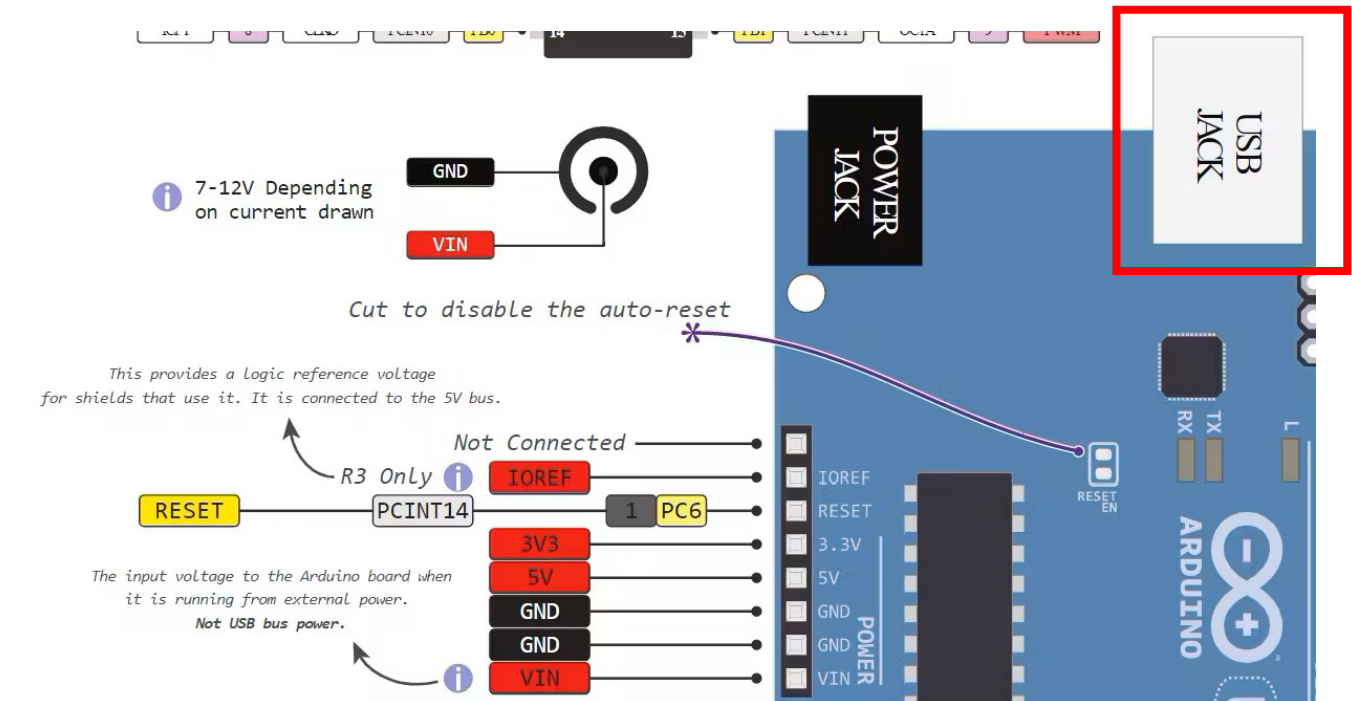 14
15
USB
JACK
POWER
JACK
GND
7-12V Depending
on current drawn
VIN
Cut to disable the auto-reset
This provides a logic reference voltage
for shields that use it. It is connected to the 5V bus.
Not Connected
R3 Only
IOREF
IOREF
RESET
PCINT14
1
PC6
RESET
3V3
3.3V
5V
5V
GND
GND
GND
GND
VIN
VIN
POWER
The input voltage to the Arduino board when
it is running from external power.
Not USB bus power.
RX
TX
L
RESET
EN
ARDUINO